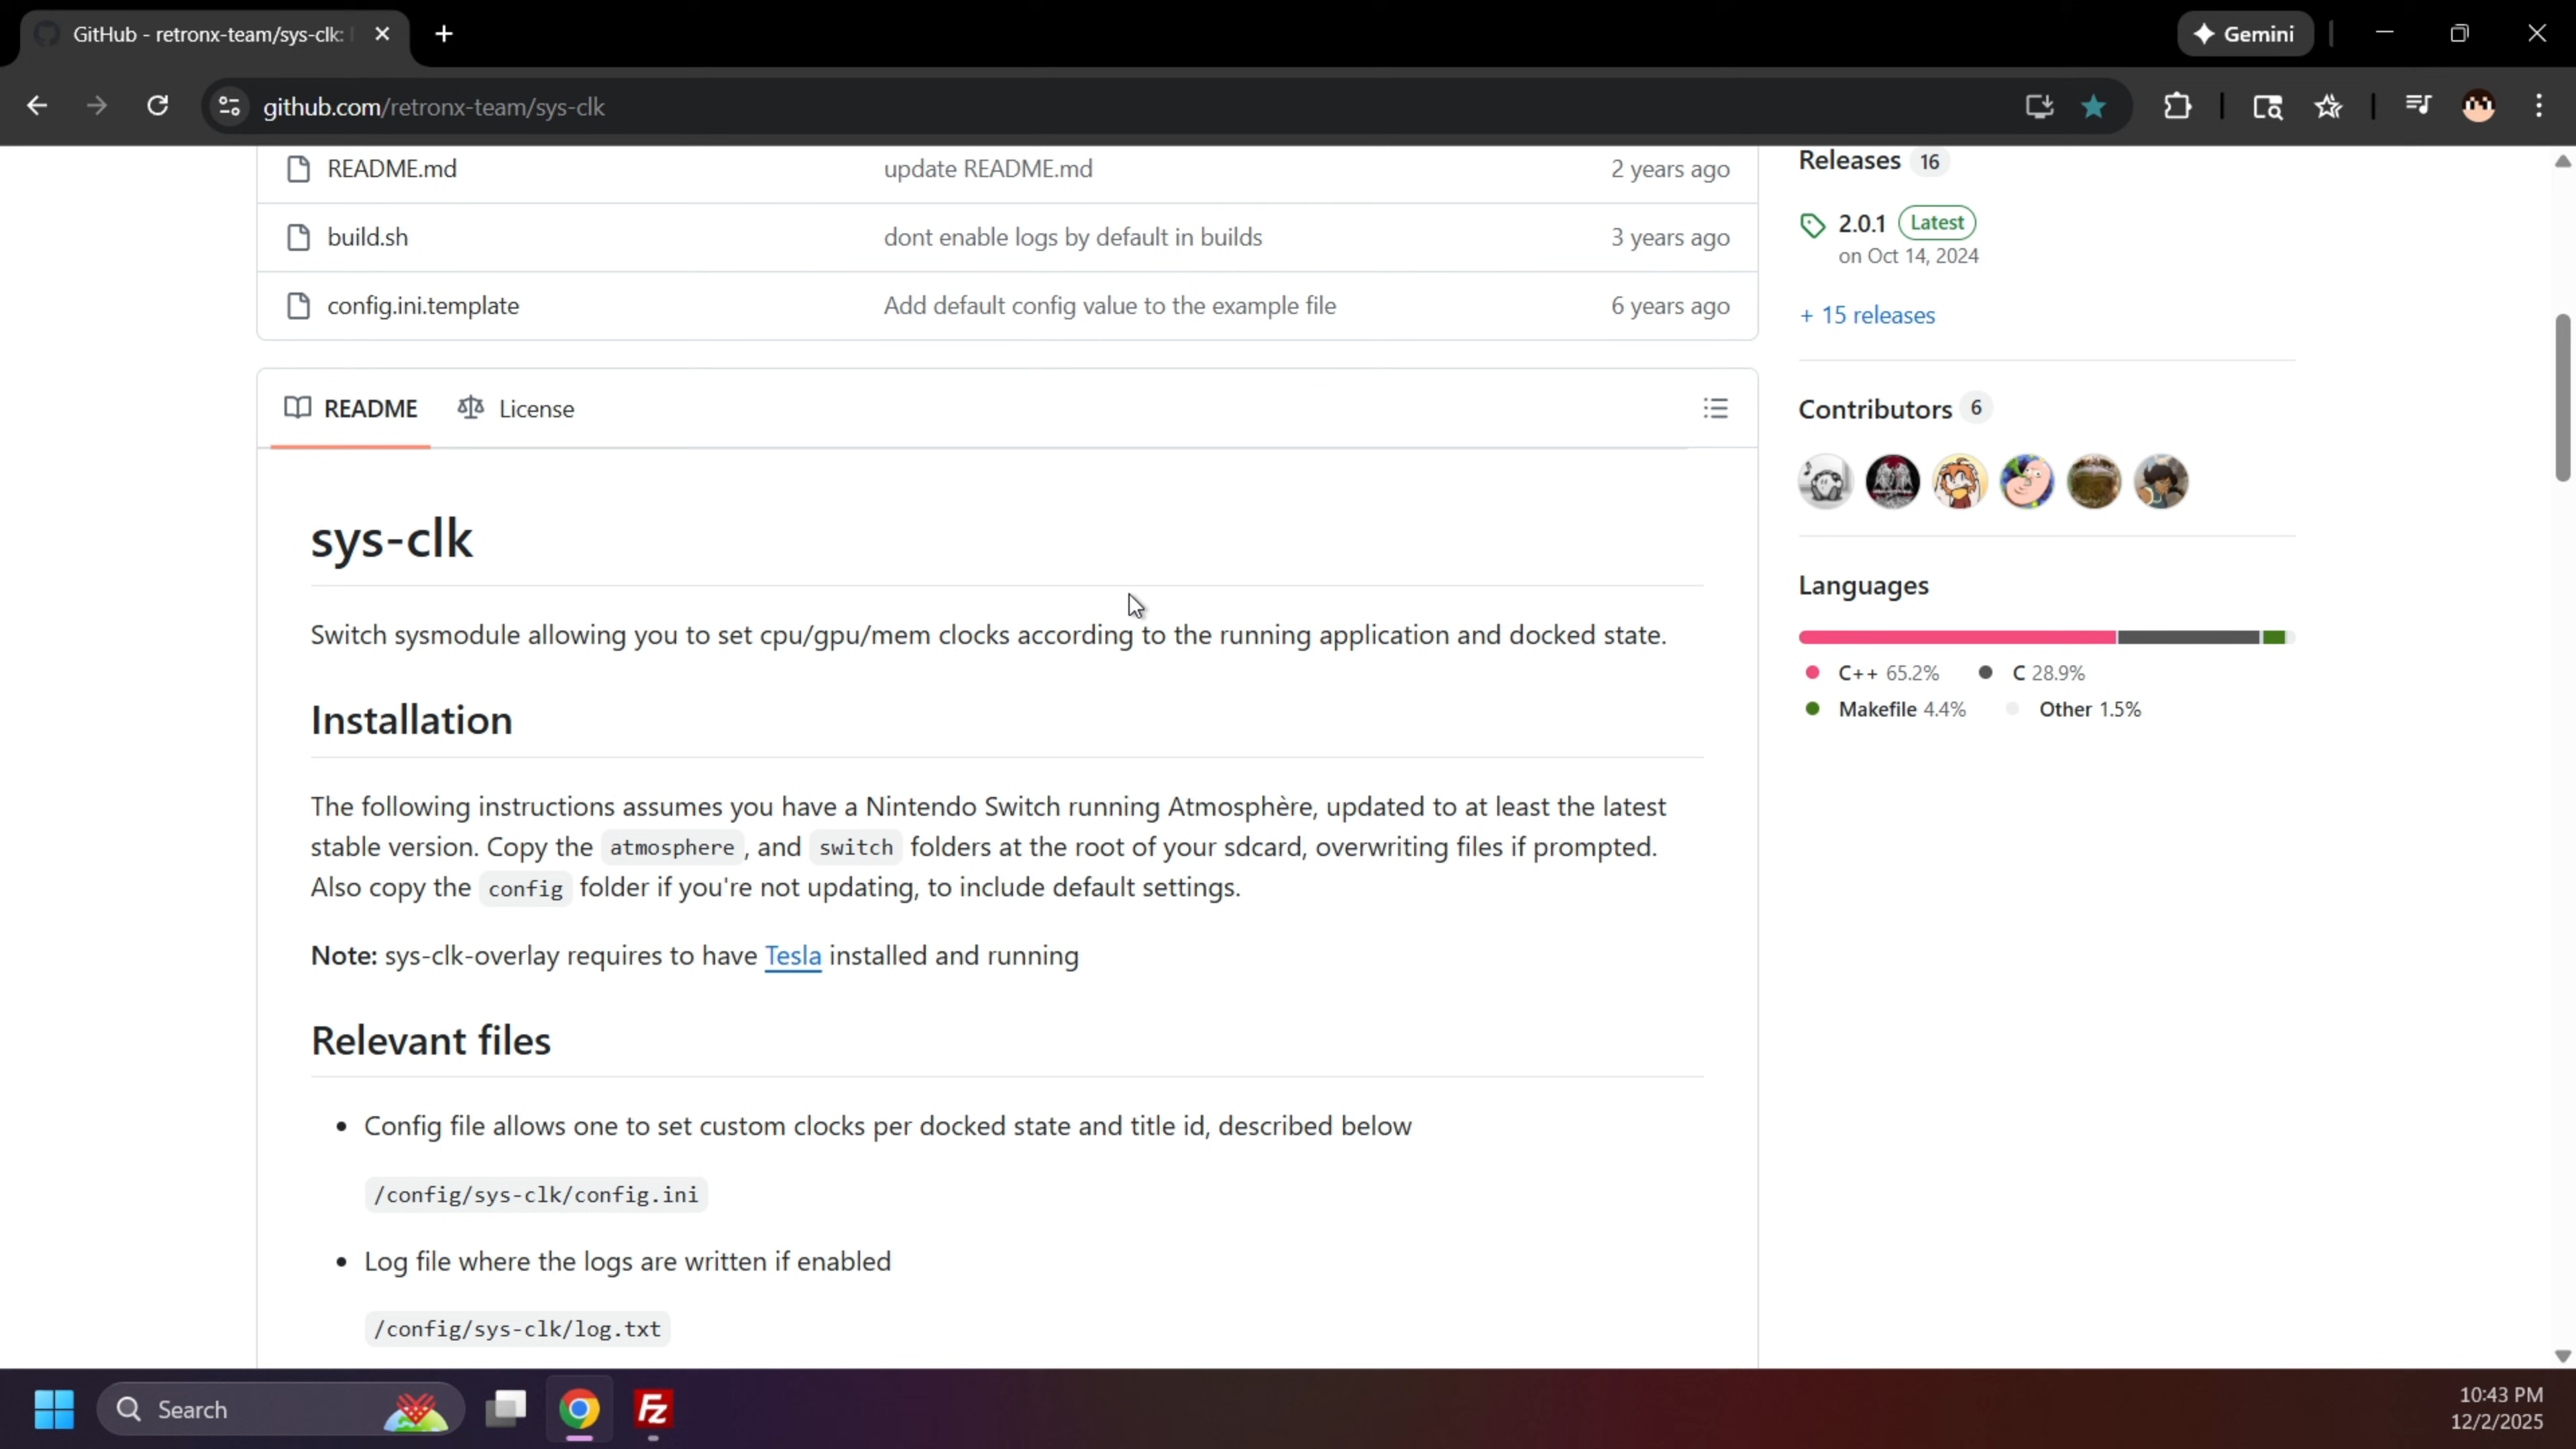 GitHub - retronx-team/sys-clk:
Gemini
github.com/retronx-team/sys-clk
README.md update README.md 2 years ago
build.sh dont enable logs by default in builds 3 years ago
config.ini.template Add default config value to the example file 6 years ago
README License
sys-clk
Switch sysmodule allowing you to set cpu/gpu/mem clocks according to the running application and docked state.
Installation
The following instructions assumes you have a Nintendo Switch running Atmosphère, updated to at least the latest
stable version. Copy the atmosphere , and switch folders at the root of your sdcard, overwriting files if prompted.
Also copy the config folder if you're not updating, to include default settings.
Note: sys-clk-overlay requires to have Tesla installed and running
Relevant files
• Config file allows one to set custom clocks per docked state and title id, described below
/config/sys-clk/config.ini
• Log file where the logs are written if enabled
/config/sys-clk/log.txt
Releases 16
2.0.1 Latest
on Oct 14, 2024
+ 15 releases
Contributors 6
Languages
C++ 65.2% C 28.9%
Makefile 4.4% Other 1.5%
Search
Fz
10:43 PM
12/2/2025